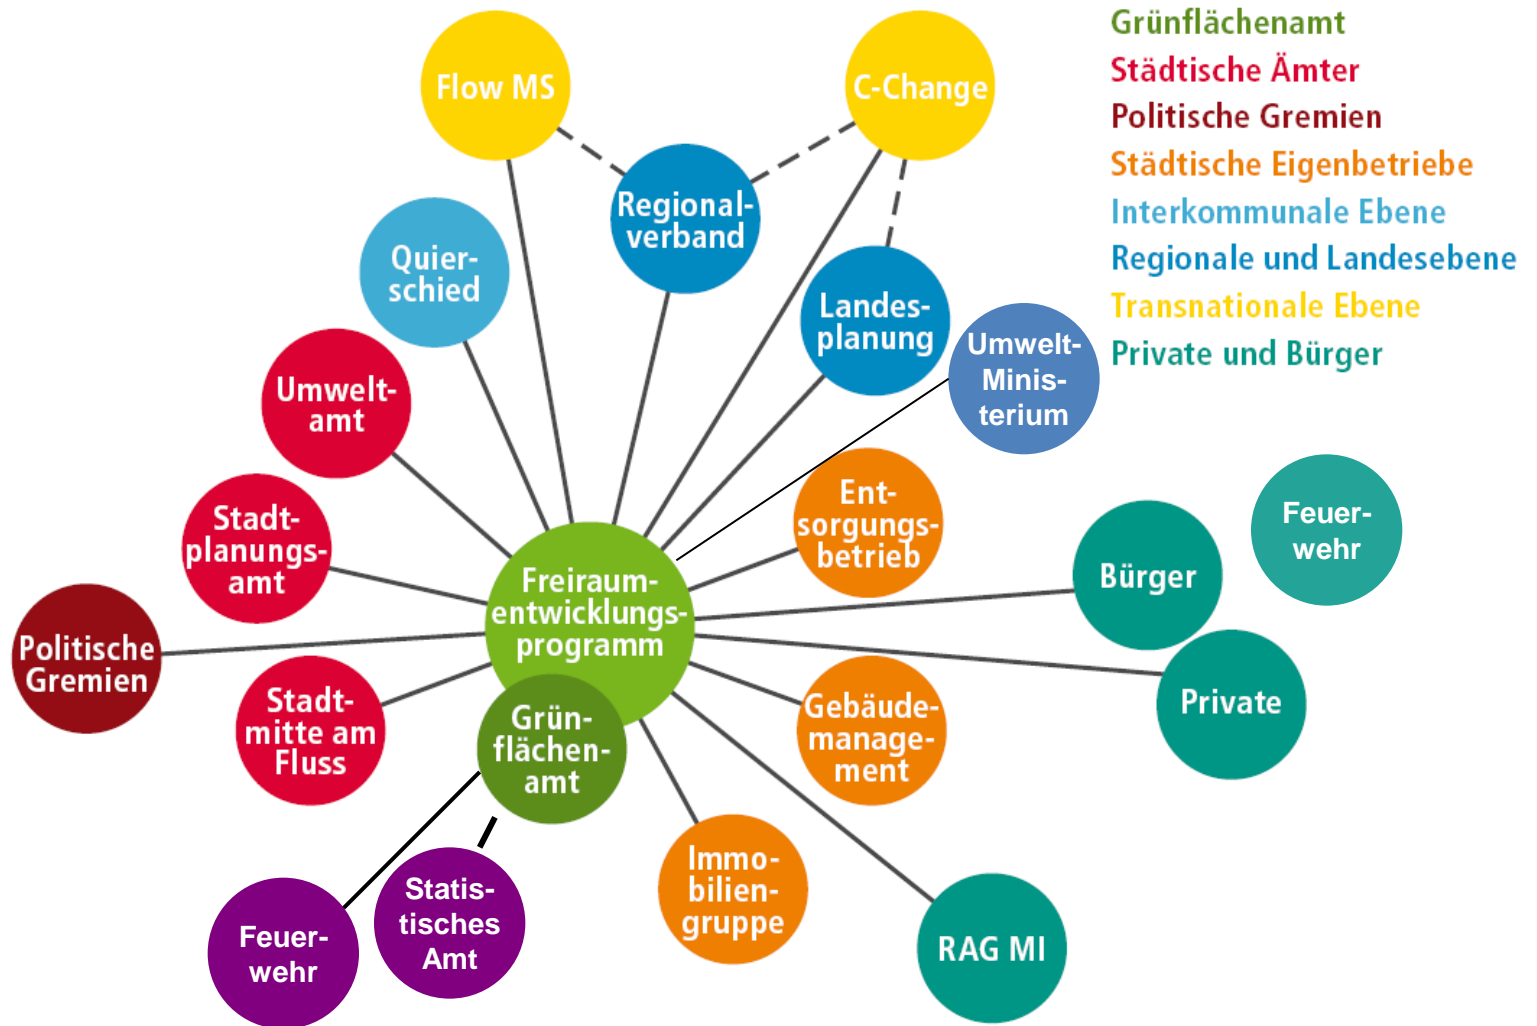 Flow MS
C-Change
Grünflächenamt
Städtische Ämter
Politische Gremien
Städtische Eigenbetriebe
Interkommunale Ebene
Regionale und Landesebene
Transnationale Ebene
Private und Bürger
Regional-
verband
Quier-
schied
Landes-
planung
Umwelt-
Minis-
terium
Umwelt-
amt
Ent-
sorgungs-
betrieb
Feuer-
wehr
Stadt-
planungs-
amt
Bürger
Freiraum-
entwicklungs-
programm
Politische
Gremien
Private
Stadt-
mitte am
Fluss
Grün-
flächen-
amt
Gebäude-
manage-
ment
Immo-
bilien-
gruppe
Statis-
tisches
Amt
Feuer-
wehr
RAG MI